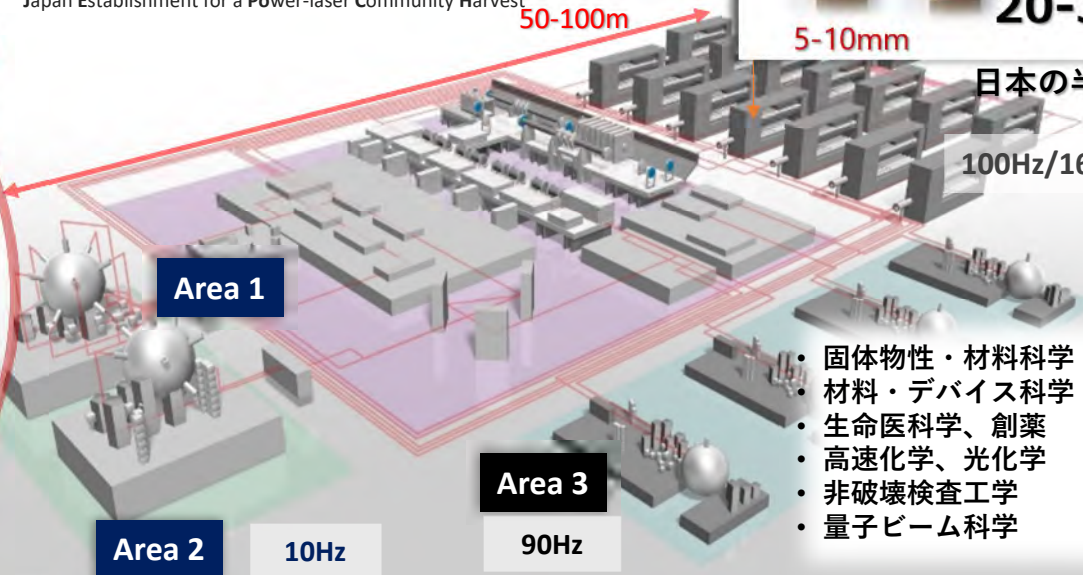 Japan Establishment for a Power-laser Community Harvest
50-100m
5-10mm
日本の
Area 1
・ 固体物性・材料科学
・ 材料・デバイス科学
・ 生命医科学、創薬
・ 高速化学、光化学
・ 非破壊検査工学
・ 量子ビーム科学
Area 3
90Hz
Area 2
10Hz